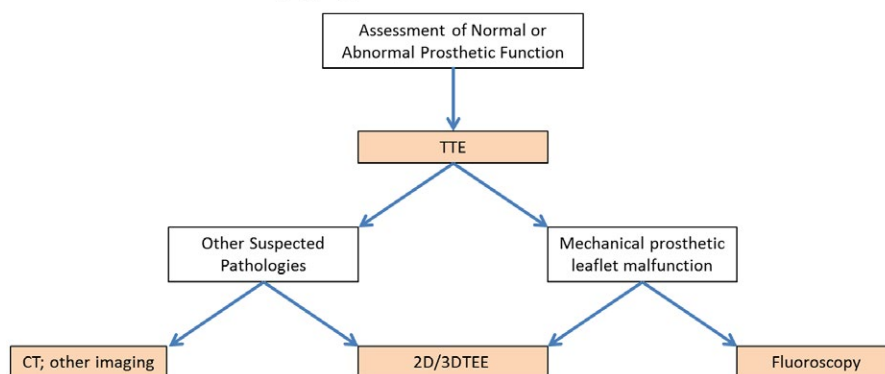 Assessment of Normal or
Abnormal Prosthetic Function
TTE
Other Suspected
Pathologies
Mechanical prosthetic
leaflet malfunction
CT; other imaging
2D/3DTEE
Fluoroscopy